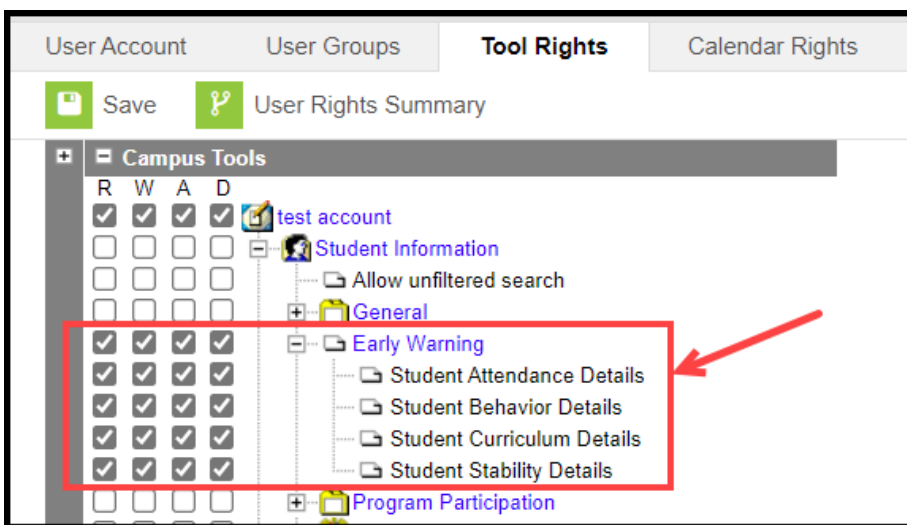 User Account User Groups Tool Rights Calendar Rights
Save User Rights Summary
Campus Tools
R W A D
test account
Student Information
Allow unfiltered search
General
Early Warning
Student Attendance Details
Student Behavior Details
Student Curriculum Details
Student Stability Details
Program Participation